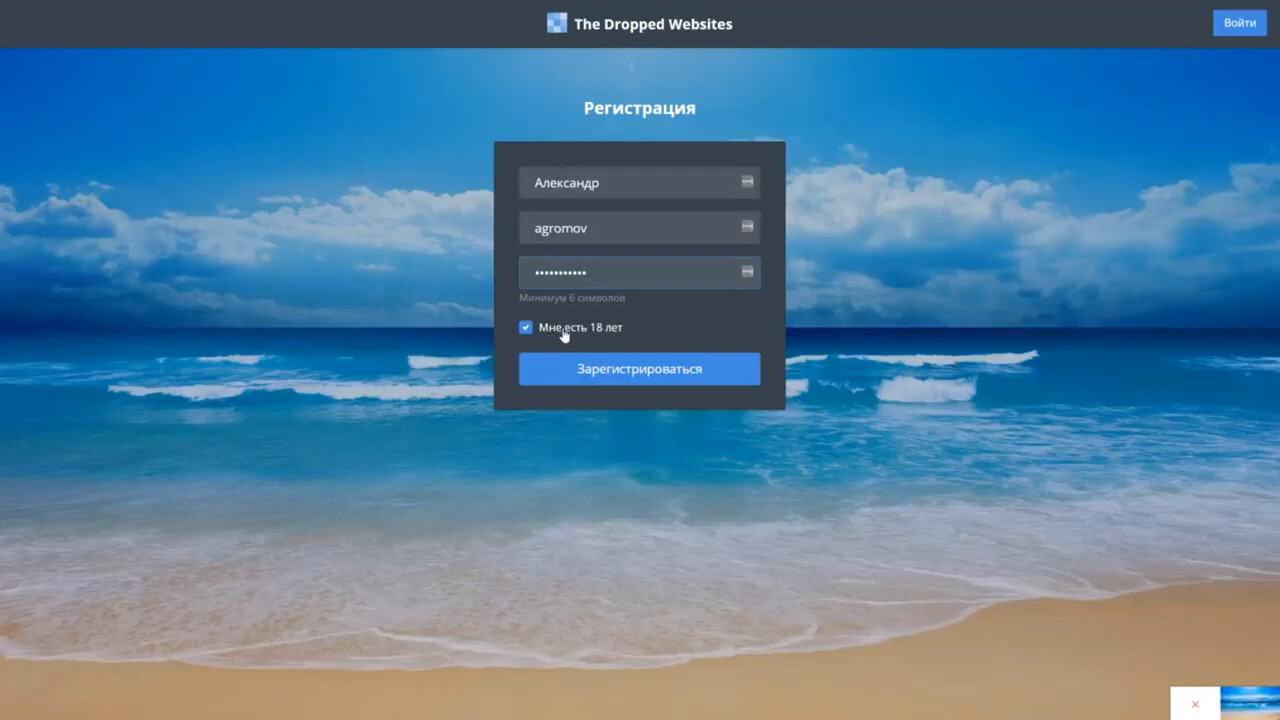 The Dropped Websites
Войти
Регистрация
Александр
agromov
•••••••••••
Минимум 6 символов
Мне есть 18 лет
Зарегистрироваться